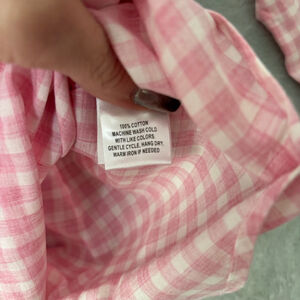 100% COTTON
MACHINE WASH COLD
WITH LIKE COLORS.
GENTLE CYCLE. HANG DRY.
WARM IRON IF NEEDED